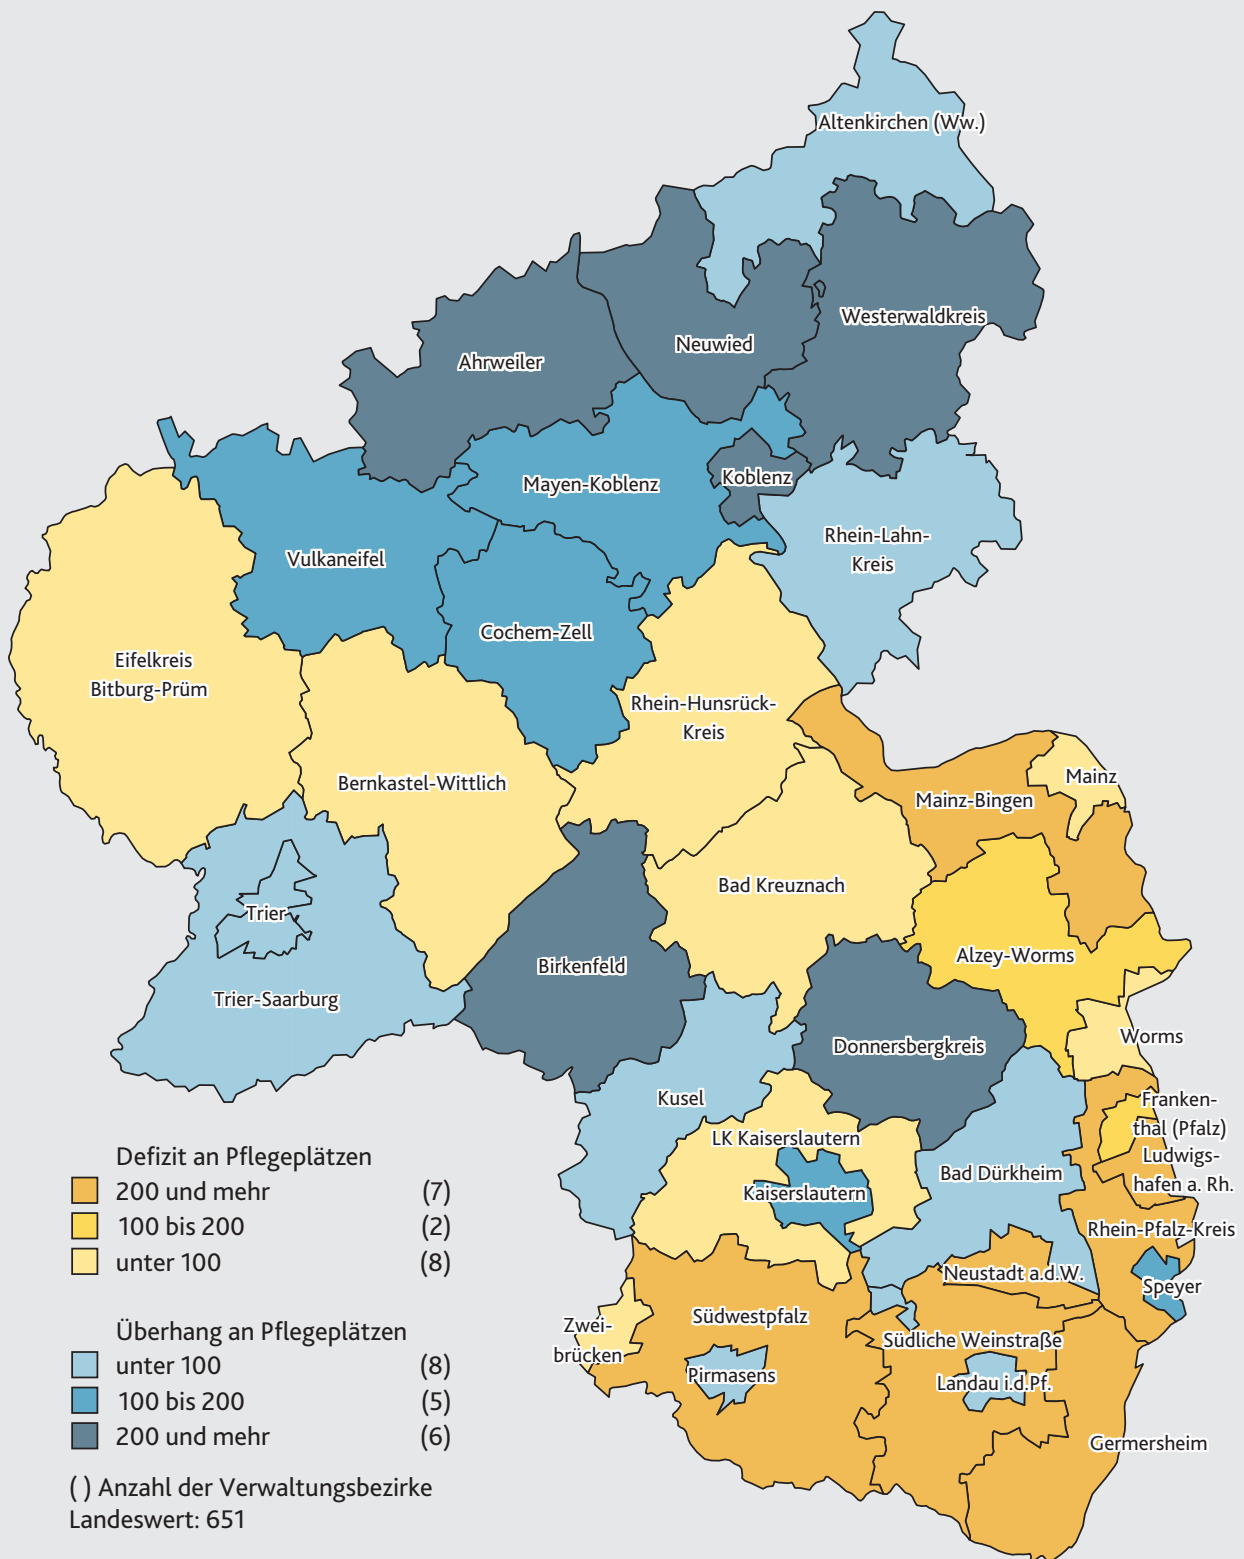 Altenkirchen (Ww.)
Westerwaldkreis
Neuwied
Ahrweiler
Koblenz
Mayen-Koblenz
Rhein-Lahn-
Kreis
Vulkaneifel
Cochem-Zell
Eifelkreis
Bitburg-Prüm
Rhein-Hunsrück-
Kreis
Mainz
Bernkastel-Wittlich
Mainz-Bingen
Bad Kreuznach
Trier
Alzey-Worms
Birkenfeld
Trier-Saarburg
Worms
Donnersbergkreis
Kusel
Franken-
thal (Pfalz)
LK Kaiserslautern
Ludwigs-
hafen a. Rh.
Bad Dürkheim
Kaiserslautern
Rhein-Pfalz-Kreis
Neustadt a.d.W.
Speyer
Südwestpfalz
Zwei-
brücken
Südliche Weinstraße
Pirmasens
Landau i.d.Pf.
Germersheim
Defizit an Pflegeplätzen
200 und mehr (7)
100 bis 200 (2)
unter 100 (8)
Überhang an Pflegeplätzen
unter 100 (8)
100 bis 200 (5)
200 und mehr (6)
( ) Anzahl der Verwaltungsbezirke
Landeswert: 651